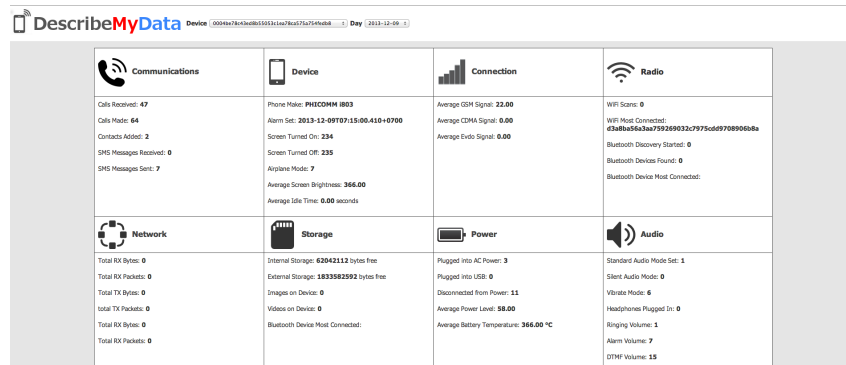 DescribeMyData Device 0004be78c43ed8b55053c1ea78ca575a754fedb8 Day 2013-12-09
Communications
Calls Received: 47
Calls Made: 64
Contacts Added: 2
SMS Messages Received: 0
SMS Messages Sent: 7
Device
Phone Make: PHICOMM i803
Alarm Set: 2013-12-09T07:15:00.410+0700
Screen Turned On: 234
Screen Turned Off: 235
Airplane Mode: 7
Average Screen Brightness: 366.00
Average Idle Time: 0.00 seconds
Connection
Average GSM Signal: 22.00
Average CDMA Signal: 0.00
Average Evdo Signal: 0.00
Radio
WiFi Scans: 0
WiFi Most Connected:
d3a8ba56a3aa759269032c7975cdd9708906b8a
Bluetooth Discovery Started: 0
Bluetooth Devices Found: 0
Bluetooth Device Most Connected:
Network
Total RX Bytes: 0
Total RX Packets: 0
Total TX Bytes: 0
total TX Packets: 0
Total RX Bytes: 0
Total RX Packets: 0
Storage
Internal Storage: 62042112 bytes free
External Storage: 1833582592 bytes free
Images on Device: 0
Videos on Device: 0
Bluetooth Device Most Connected:
Power
Plugged into AC Power: 3
Plugged into USB: 0
Disconnected from Power: 11
Average Power Level: 58.00
Average Battery Temperature: 366.00 °C
Audio
Standard Audio Mode Set: 1
Silent Audio Mode: 0
Vibrate Mode: 6
Headphones Plugged In: 0
Ringing Volume: 1
Alarm Volume: 7
DTMF Volume: 15